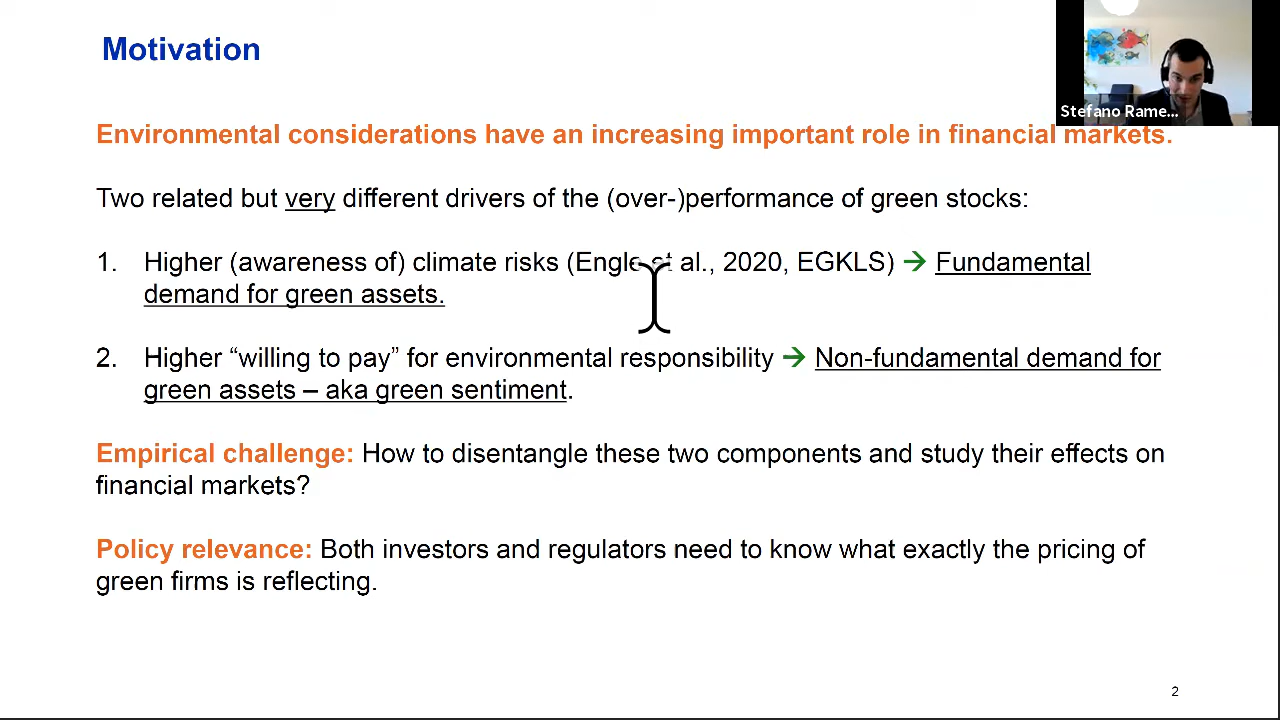 Motivation
Stefano Rame...
Environmental considerations have an increasing important role in financial markets.
Two related but very different drivers of the (over-)performance of green stocks:
1. Higher (awareness of) climate risks (Engle et al., 2020, EGKLS) → Fundamental
demand for green assets.
2. Higher “willing to pay” for environmental responsibility → Non-fundamental demand for
green assets – aka green sentiment.
Empirical challenge: How to disentangle these two components and study their effects on
financial markets?
Policy relevance: Both investors and regulators need to know what exactly the pricing of
green firms is reflecting.
2